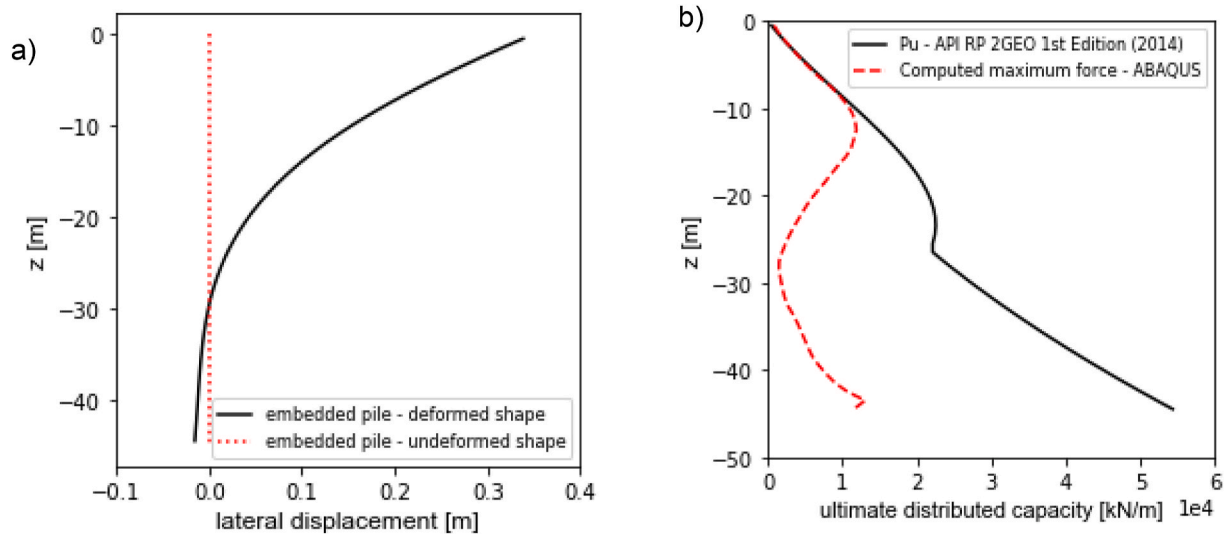 a)
0
−10
−20
−30
−40
z [m]
embedded pile - deformed shape
embedded pile - undeformed shape
−0.1 0.0 0.1 0.2 0.3 0.4
lateral displacement [m]
b)
0
−10
−20
−30
−40
−50
z [m]
Pu - API RP 2GEO 1st Edition (2014)
Computed maximum force - ABAQUS
0 1 2 3 4 5 6
1e4
ultimate distributed capacity [kN/m]